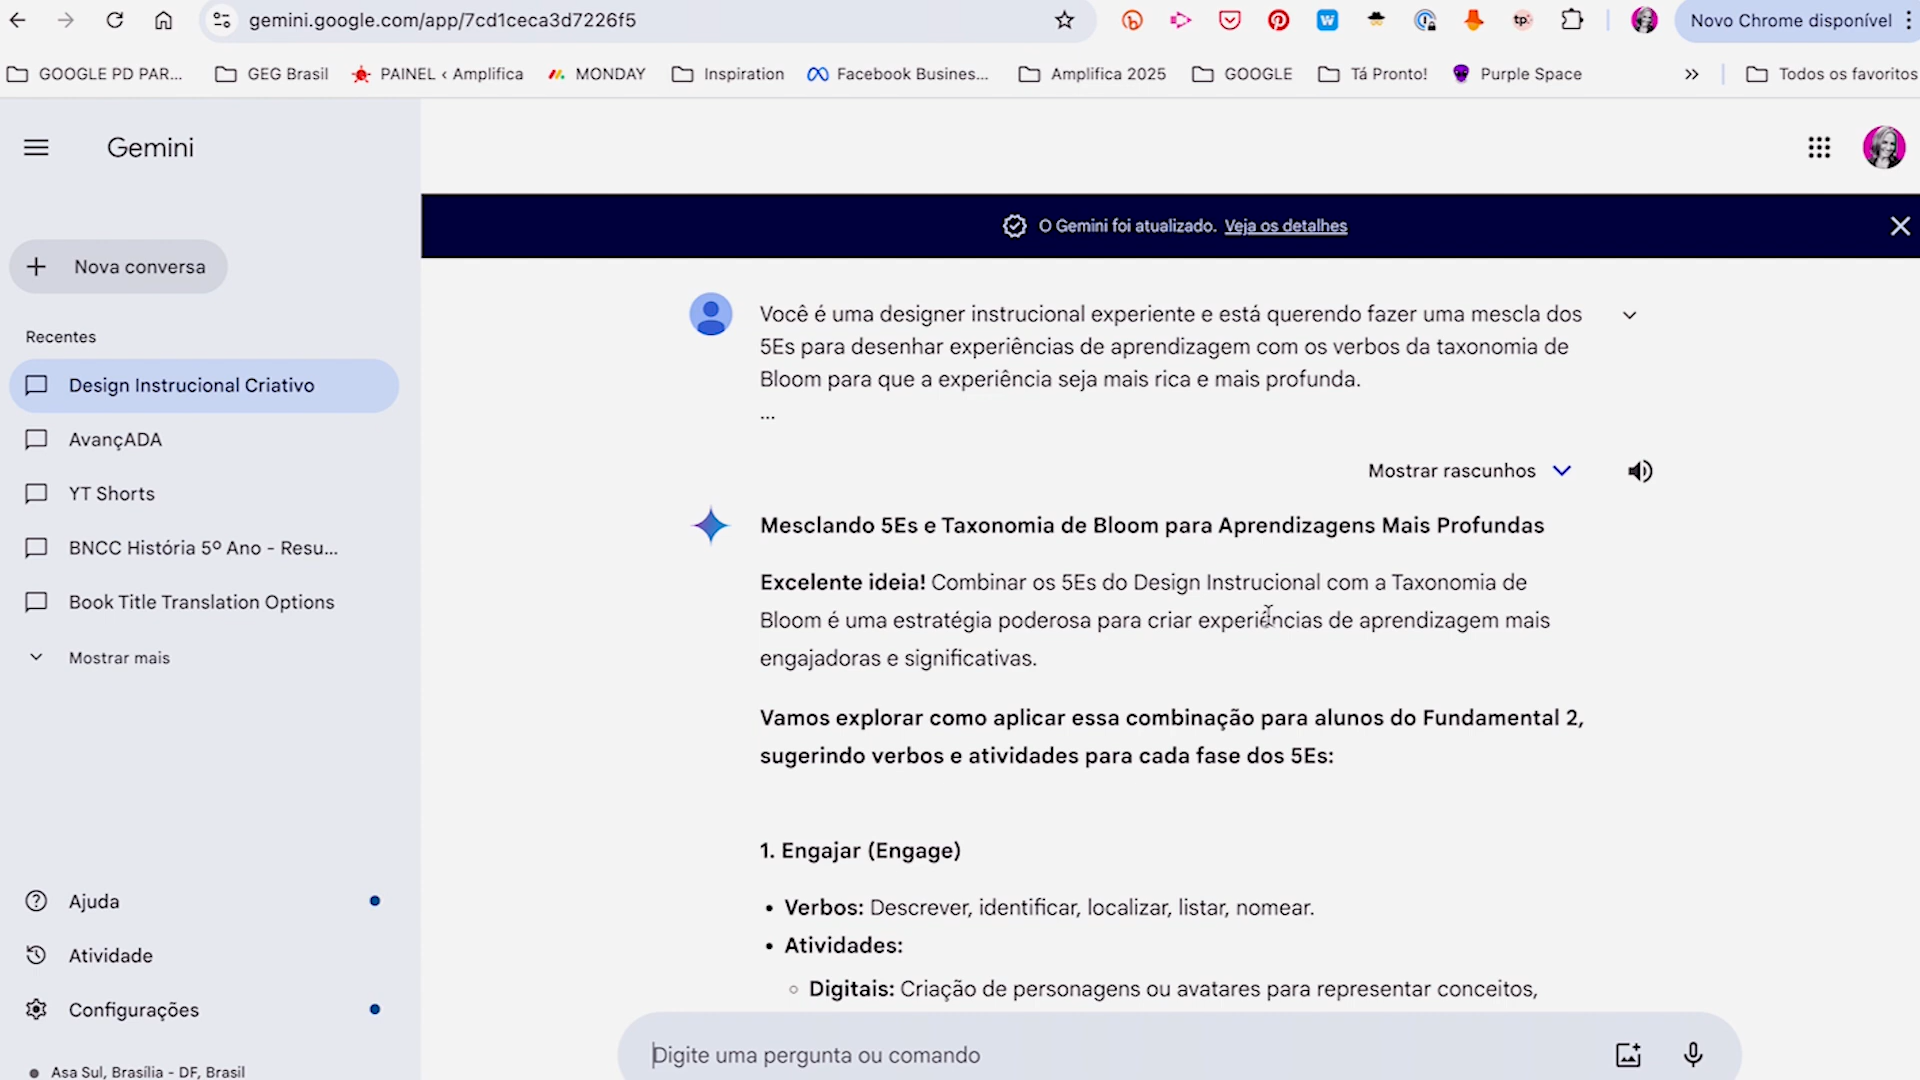 gemini.google.com/app/7cd1ceca3d7226f5
Novo Chrome disponível
GOOGLE PD PAR...
GEG Brasil
PAINEL ‹ Amplifica
MONDAY
Inspiration
Facebook Busines...
Amplifica 2025
GOOGLE
Tá Pronto!
Purple Space
Todos os favoritos
Gemini
O Gemini foi atualizado. Veja os detalhes
Nova conversa
Recentes
Design Instrucional Criativo
AvançADA
YT Shorts
BNCC História 5º Ano - Resu...
Book Title Translation Options
Mostrar mais
Ajuda
Atividade
Configurações
Asa Sul, Brasília - DF, Brasil
Você é uma designer instrucional experiente e está querendo fazer uma mescla dos
5Es para desenhar experiências de aprendizagem com os verbos da taxonomia de
Bloom para que a experiência seja mais rica e mais profunda.
...
Mostrar rascunhos
Mesclando 5Es e Taxonomia de Bloom para Aprendizagens Mais Profundas
Excelente ideia! Combinar os 5Es do Design Instrucional com a Taxonomia de
Bloom é uma estratégia poderosa para criar experiências de aprendizagem mais
engajadoras e significativas.
Vamos explorar como aplicar essa combinação para alunos do Fundamental 2,
sugerindo verbos e atividades para cada fase dos 5Es:
1. Engajar (Engage)
• Verbos: Descrever, identificar, localizar, listar, nomear.
• Atividades:
○ Digitais: Criação de personagens ou avatares para representar conceitos,
Digite uma pergunta ou comando